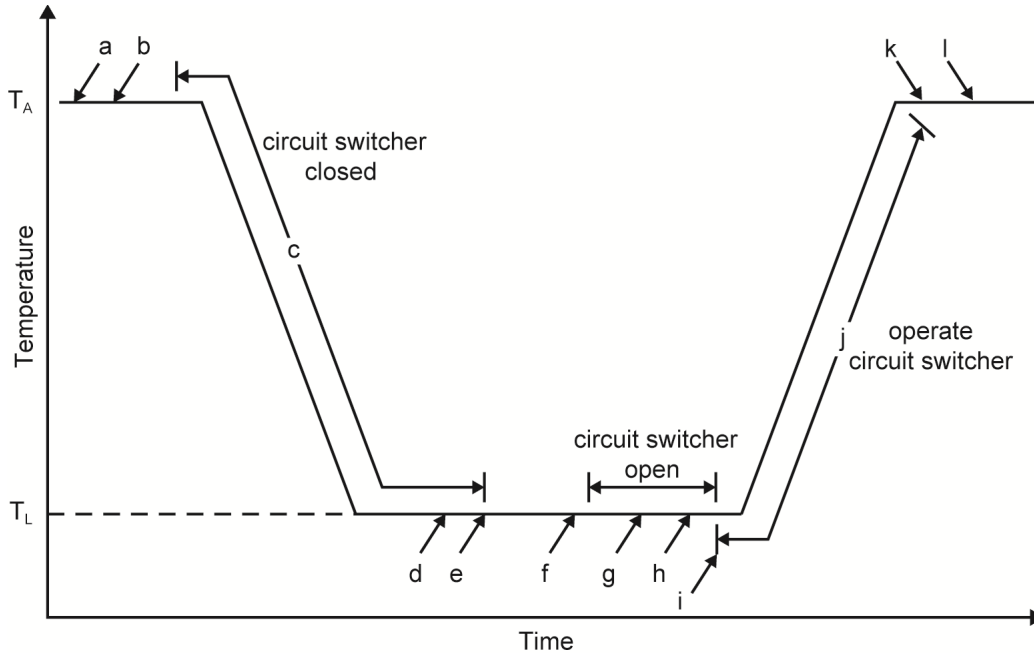 a b k l
T_A
circuit switcher
closed
c
Temperature
j operate
circuit switcher
circuit switcher
open
T_L
d e f g h
i
Time